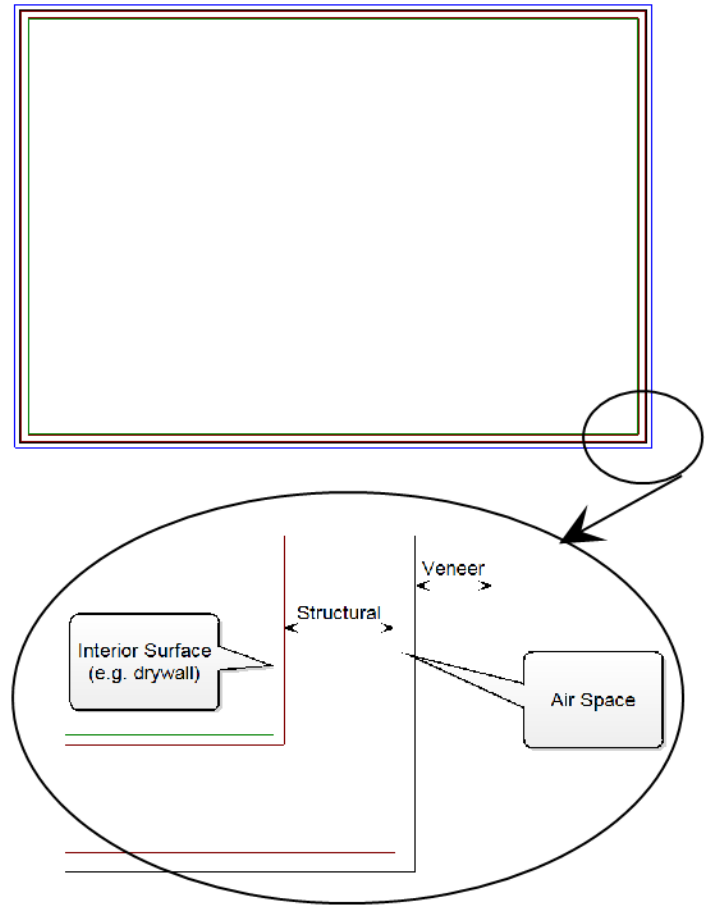 Veneer
Structural
Interior Surface
(e.g. drywall)
Air Space